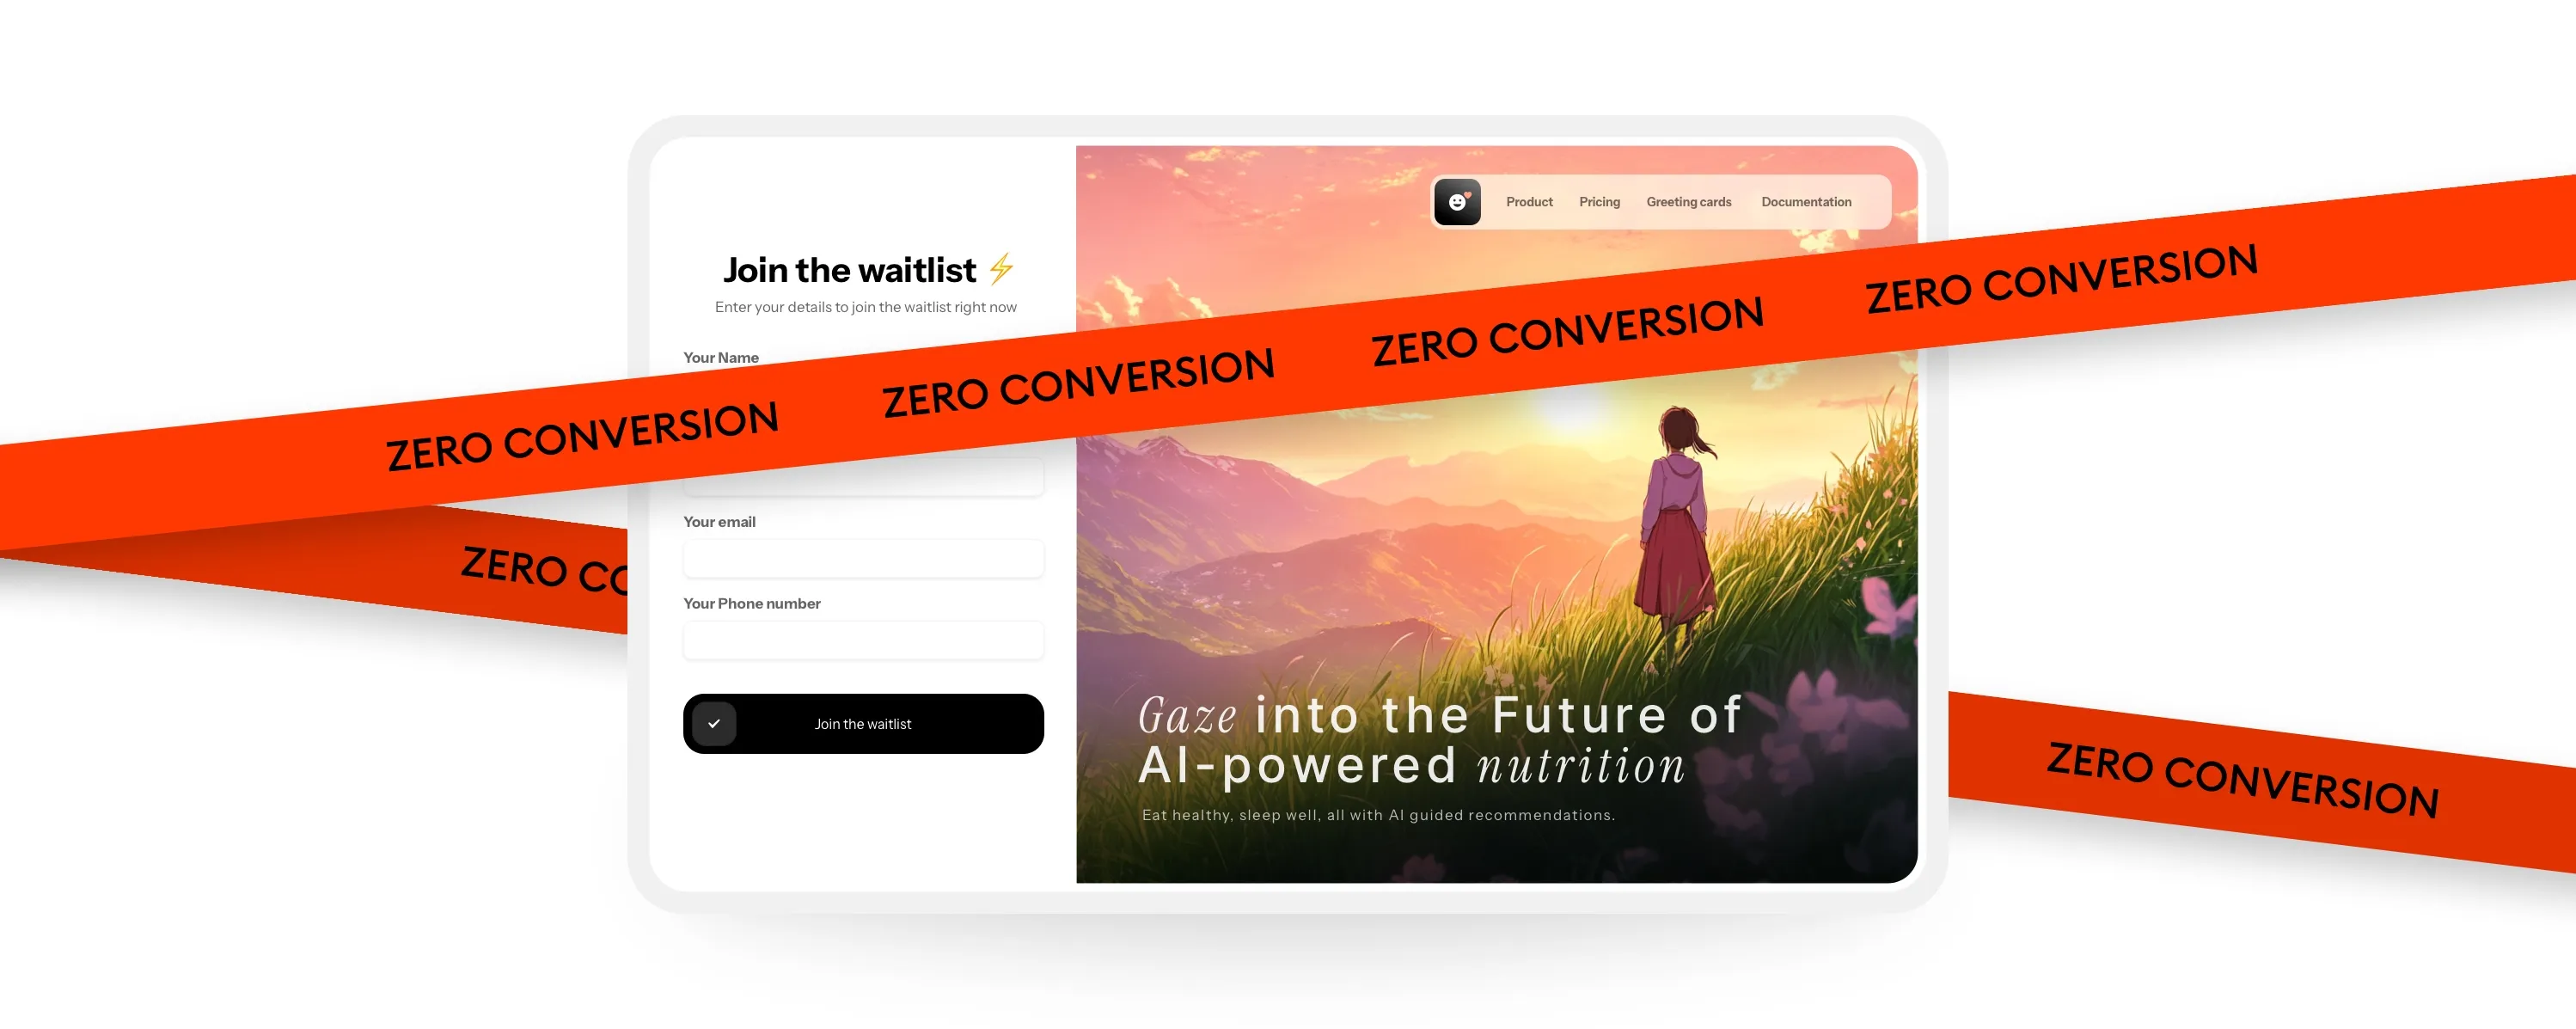 Product Pricing Greeting cards Documentation
Join the waitlist ⚡
Enter your details to join the waitlist right now
Your Name
ZERO CONVERSION ZERO CONVERSION ZERO CONVERSION ZERO CONVERSION
Your email
ZERO CO
Your Phone number
Join the waitlist
Gaze into the Future of
AI-powered nutrition
Eat healthy, sleep well, all with AI guided recommendations.
ZERO CONVERSION